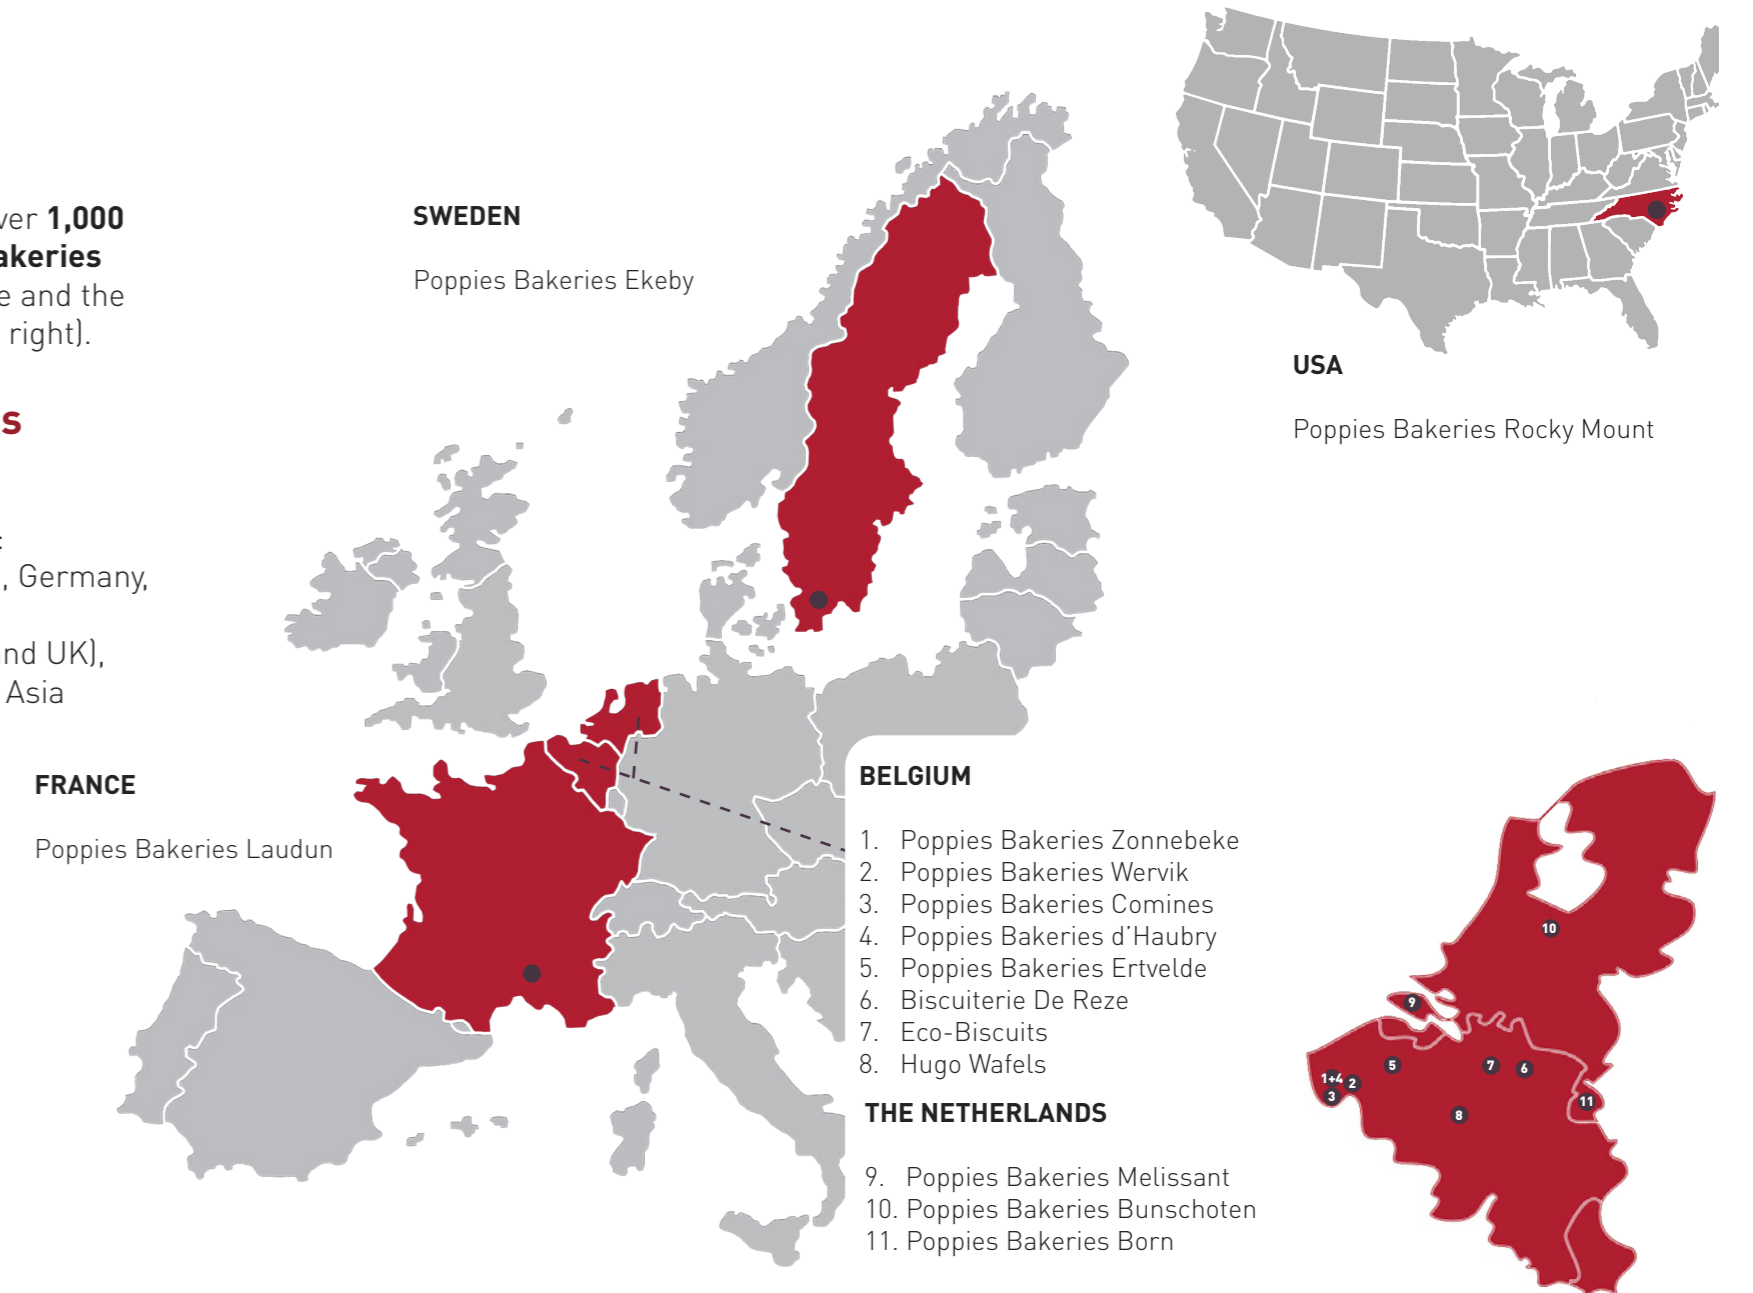 ver 1,000
akeries
e and the
right).
s
:
, Germany,
nd UK),
Asia
SWEDEN
Poppies Bakeries Ekeby
USA
Poppies Bakeries Rocky Mount
FRANCE
Poppies Bakeries Laudun
BELGIUM
1. Poppies Bakeries Zonnebeke
2. Poppies Bakeries Wervik
3. Poppies Bakeries Comines
4. Poppies Bakeries d’Haubry
5. Poppies Bakeries Ertvelde
6. Biscuiterie De Reze
7. Eco-Biscuits
8. Hugo Wafels
THE NETHERLANDS
9. Poppies Bakeries Melissant
10. Poppies Bakeries Bunschoten
11. Poppies Bakeries Born
10
9
5
7
6
1+4
2
3
11
8